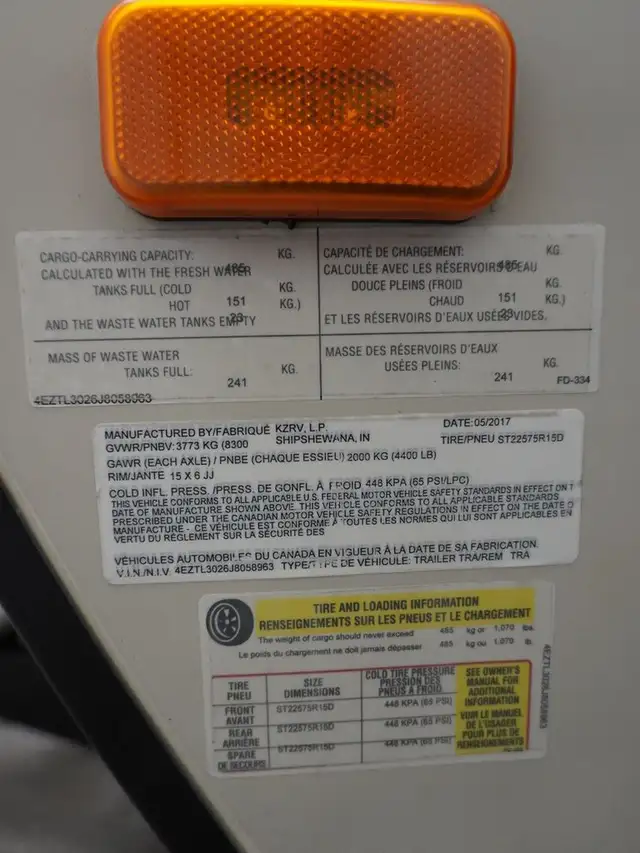 CARGO-CARRYING CAPACITY: KG.
485
CALCULATED WITH THE FRESH WATER
TANKS FULL (COLD KG.
HOT 151 KG.)
23
AND THE WASTE WATER TANKS EMPTY
MASS OF WASTE WATER
TANKS FULL: KG.
241
4EZTL3026J8058963
CAPACITÉ DE CHARGEMENT: KG.
485
CALCULÉE AVEC LES RÉSERVOIRS D'EAU
DOUCE PLEINS (FROID KG.
CHAUD 151 KG.)
23
ET LES RÉSERVOIRS D'EAUX USÉES VIDES.
MASSE DES RÉSERVOIRS D'EAUX
USÉES PLEINS: KG.
241
FD-334
MANUFACTURED BY/FABRIQUÉ KZRV, L.P. DATE:05/2017
GVWR/PNBV: 3773 KG (8300 SHIPSHEWANA, IN TIRE/PNEU ST22575R15D
GAWR (EACH AXLE) / PNBE (CHAQUE ESSIEU) 2000 KG (4400 LB)
RIM/JANTE 15 X 6 JJ
COLD INFL. PRESS. /PRESS. DE GONFL. À FROID 448 KPA (65 PSI/LPC)
THIS VEHICLE CONFORMS TO ALL APPLICABLE U.S. FEDERAL MOTOR VEHICLE SAFETY STANDARDS IN EFFECT ON T
DATE OF MANUFACTURE SHOWN ABOVE. THIS VEHICLE CONFORMS TO ALL APPLICABLE STANDARDS
PRESCRIBED UNDER THE CANADIAN MOTOR VEHICLE SAFETY REGULATIONS IN EFFECT ON THE DATE O
MANUFACTURE - CE VÉHICULE EST CONFORME À TOUTES LES NORMES QUI LUI SONT APPLICABLES EN
VERTU DU RÈGLEMENT SUR LA SÉCURITÉ DES
VÉHICULES AUTOMOBILES DU CANADA EN VIGUEUR À LA DATE DE SA FABRICATION.
V.I.N./N.I.V. 4EZTL3026J8058963 TYPE/TYPE DE VÉHICULE: TRAILER TRA/REM TRA
TIRE AND LOADING INFORMATION
RENSEIGNEMENTS SUR LES PNEUS ET LE CHARGEMENT
The weight of cargo should never exceed 485 kg or 1,070 lbs.
Le poids du chargement ne doit jamais dépasser 485 kg ou 1,070 lb.
TIRE
PNEU
SIZE
DIMENSIONS
COLD TIRE PRESSURE
PRESSION DES
PNEUS À FROID
FRONT
AVANT
ST22575R15D
448 KPA (65 PSI)
REAR
ARRIÈRE
ST22575R15D
448 KPA (65 PSI)
SPARE
DE SECOURS
ST22575R15D
448 KPA (65 PSI)
SEE OWNER'S
MANUAL FOR
ADDITIONAL
INFORMATION
VOIR LE MANUEL
DE L'USAGER
POUR PLUS DE
RENSEIGNEMENTS
4EZTL3026J8058963